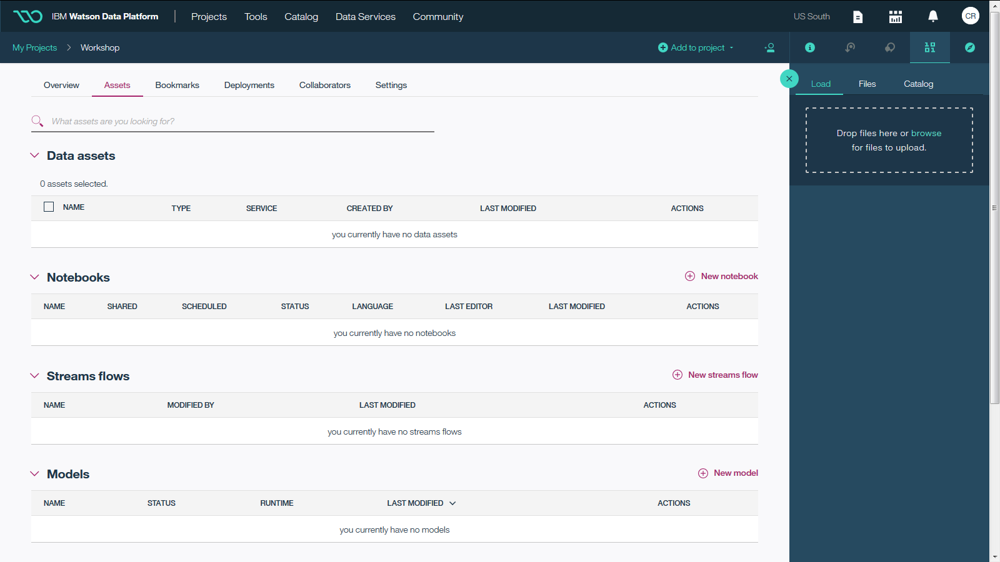 IBM Watson Data Platform
Projects
Tools
Catalog
Data Services
Community
US South
CR
My Projects
Workshop
Add to project
Overview
Assets
Bookmarks
Deployments
Collaborators
Settings
Load
Files
Catalog
What assets are you looking for?
Drop files here or browse
for files to upload.
Data assets
0 assets selected.
NAME TYPE SERVICE CREATED BY LAST MODIFIED ACTIONS
you currently have no data assets
Notebooks
New notebook
NAME SHARED SCHEDULED STATUS LANGUAGE LAST EDITOR LAST MODIFIED ACTIONS
you currently have no notebooks
Streams flows
New streams flow
NAME MODIFIED BY LAST MODIFIED ACTIONS
you currently have no streams flows
Models
New model
NAME STATUS RUNTIME LAST MODIFIED ACTIONS
you currently have no models